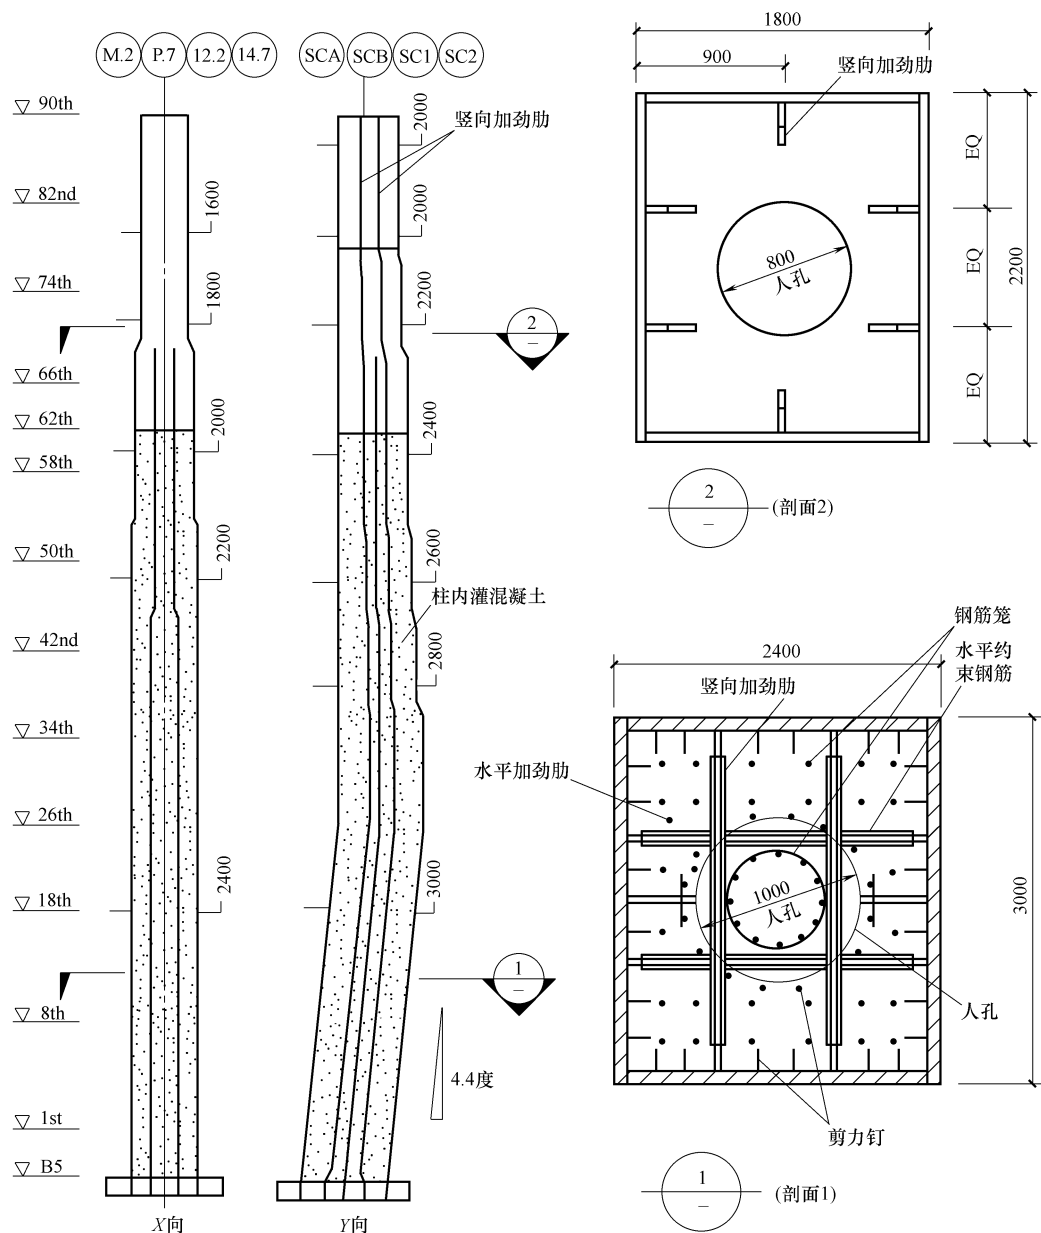 M.2 P.7 12.2 14.7
SCA SCB SC1 SC2
90th
82nd
74th
66th
62th
58th
50th
42nd
34th
26th
18th
8th
1st
B5
1600
1800
2000
2200
2400
X向
2000
2000
2200
2400
2600
2800
3000
竖向加劲肋
柱内灌混凝土
4.4度
Y向
2
–
1
–
1800
900
竖向加劲肋
EQ
EQ
EQ
2200
800
人孔
2
–
(剖面2)
钢筋笼
水平约
束钢筋
2400
竖向加劲肋
水平加劲肋
1000
人孔
3000
人孔
剪力钉
1
–
(剖面1)